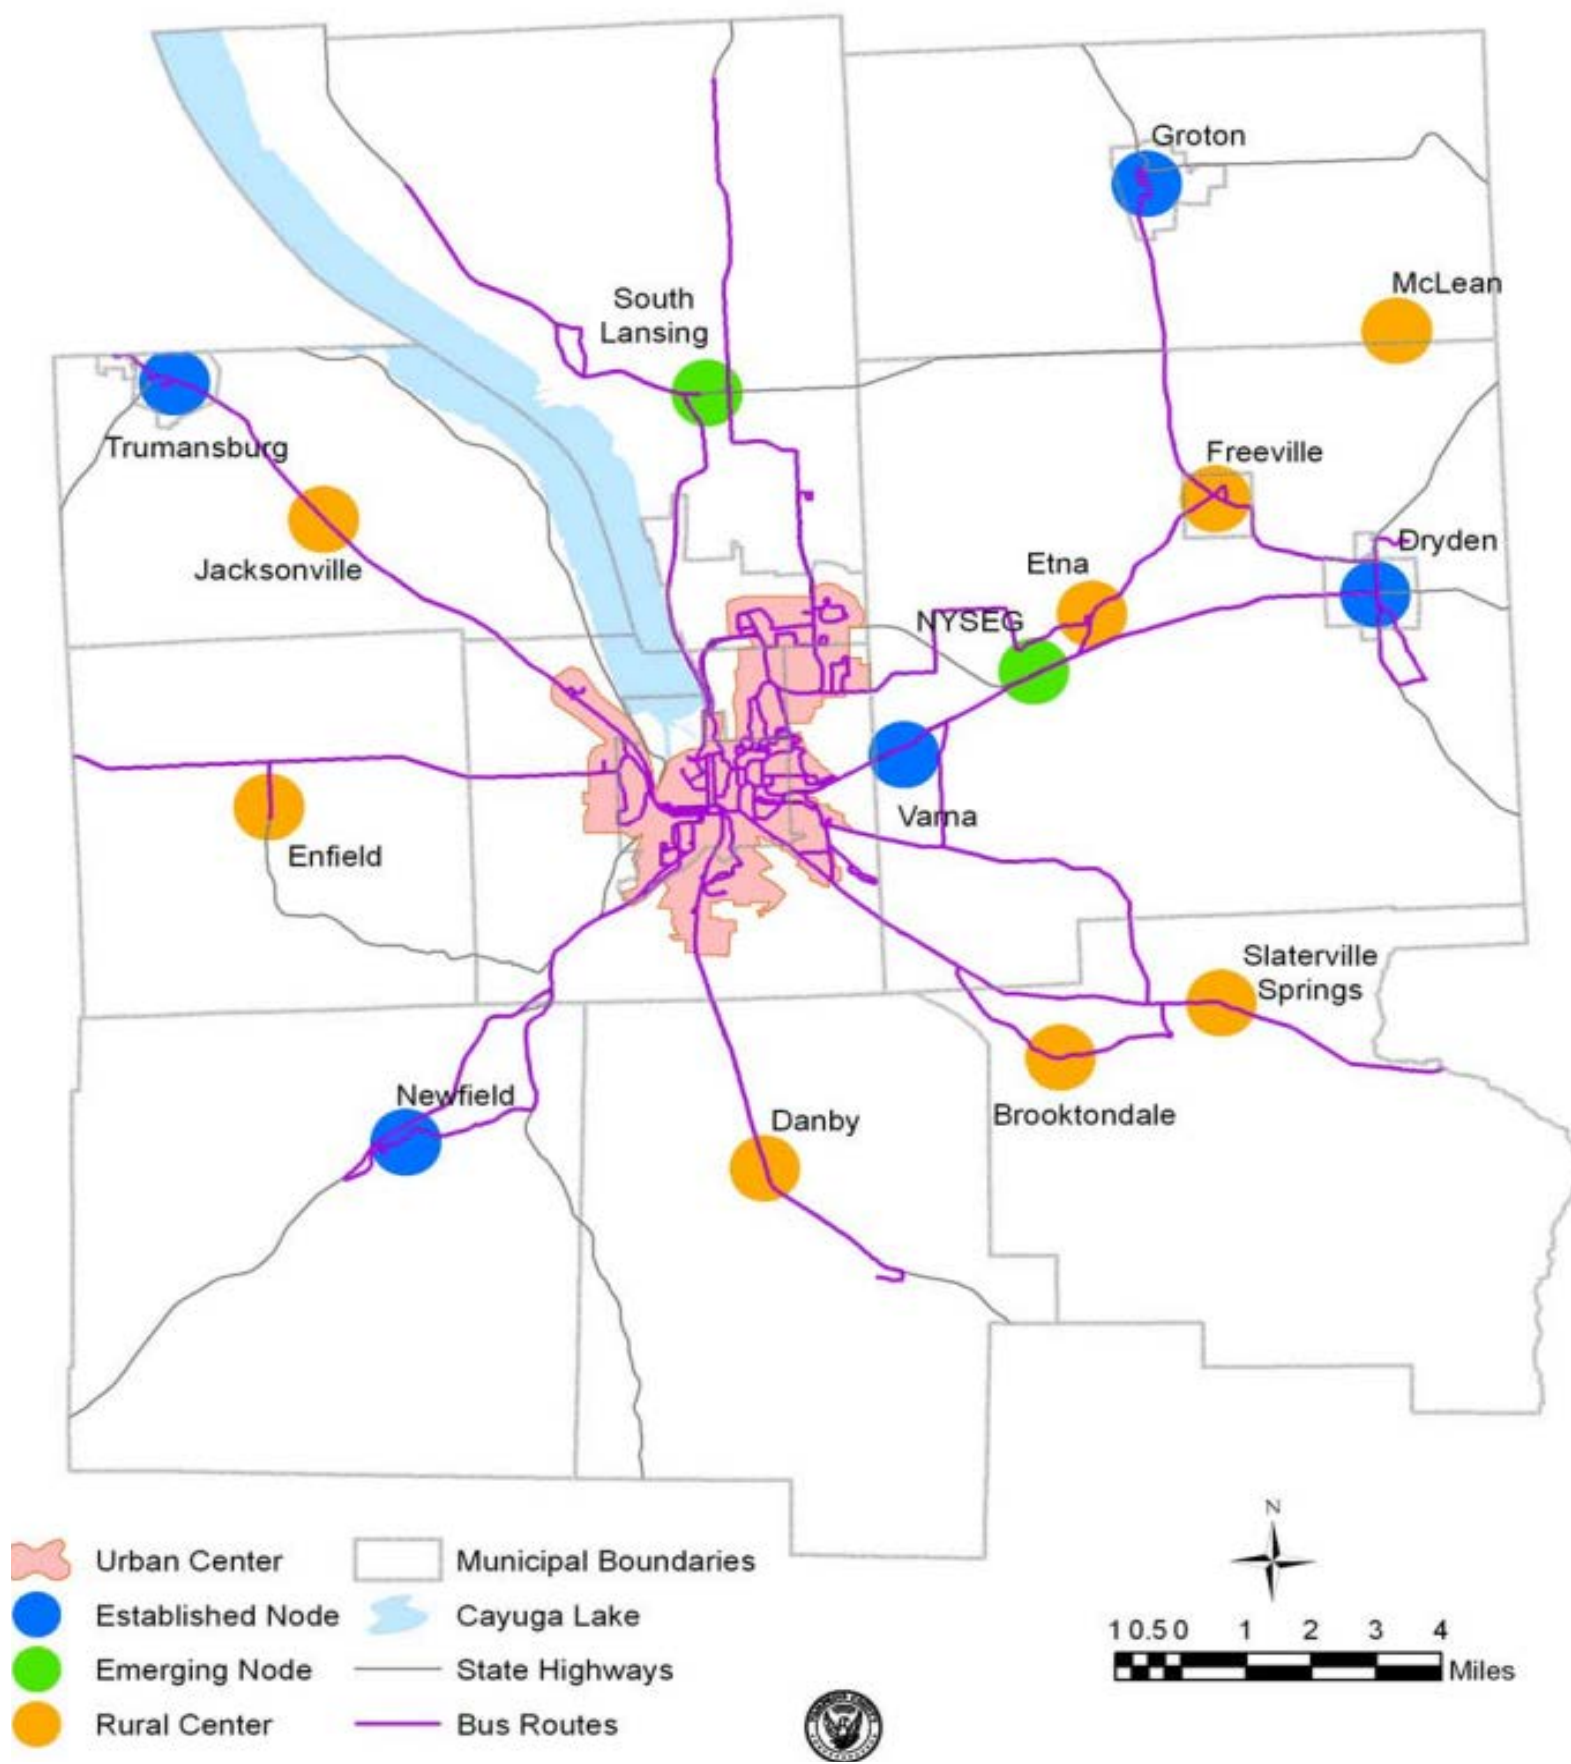 Groton
McLean
South
Lansing
Trumansburg
Freeville
Jacksonville
Dryden
Etna
NYSEG
Varna
Enfield
Slaterville
Springs
Newfield
Danby
Brooktondale
N
Urban Center
Municipal Boundaries
Established Node
Cayuga Lake
Emerging Node
State Highways
Rural Center
Bus Routes
1 0.5 0 1 2 3 4
Miles